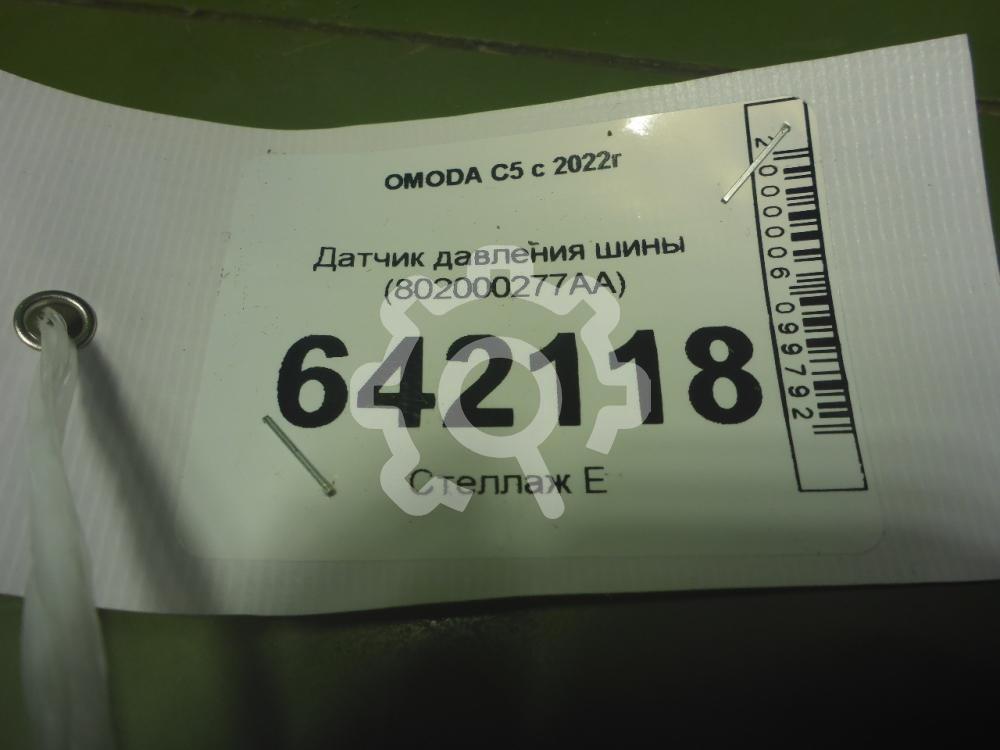 OMODA C5 с 2022г
Датчик давления шины
(802000277AA)
642118
Стеллаж Е
2000006099792